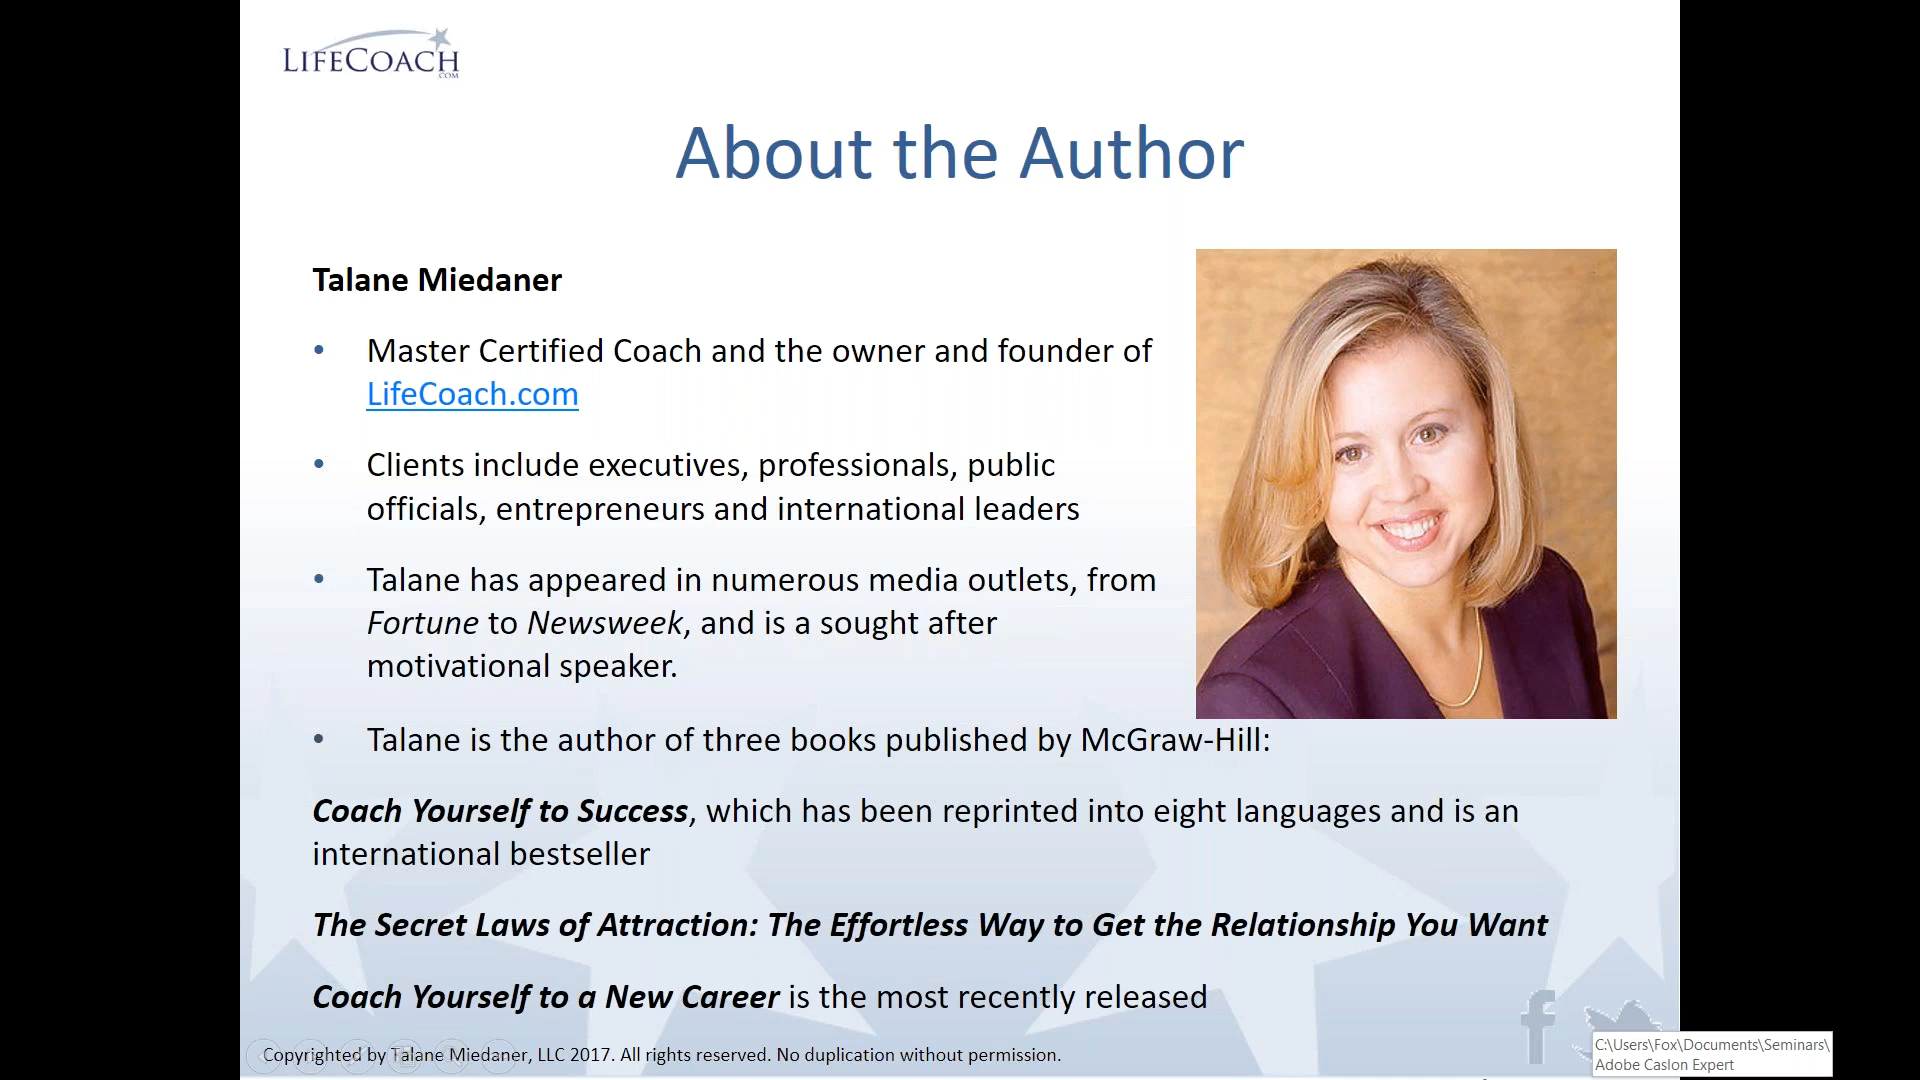 LIFECOACH
.COM
About the Author
Talane Miedaner
• Master Certified Coach and the owner and founder of
LifeCoach.com
• Clients include executives, professionals, public
officials, entrepreneurs and international leaders
• Talane has appeared in numerous media outlets, from
Fortune to Newsweek, and is a sought after
motivational speaker.
• Talane is the author of three books published by McGraw-Hill:
Coach Yourself to Success, which has been reprinted into eight languages and is an
international bestseller
The Secret Laws of Attraction: The Effortless Way to Get the Relationship You Want
Coach Yourself to a New Career is the most recently released
Copyrighted by Talane Miedaner, LLC 2017. All rights reserved. No duplication without permission.
C:\Users\Fox\Documents\Seminars\
Adobe Caslon Expert